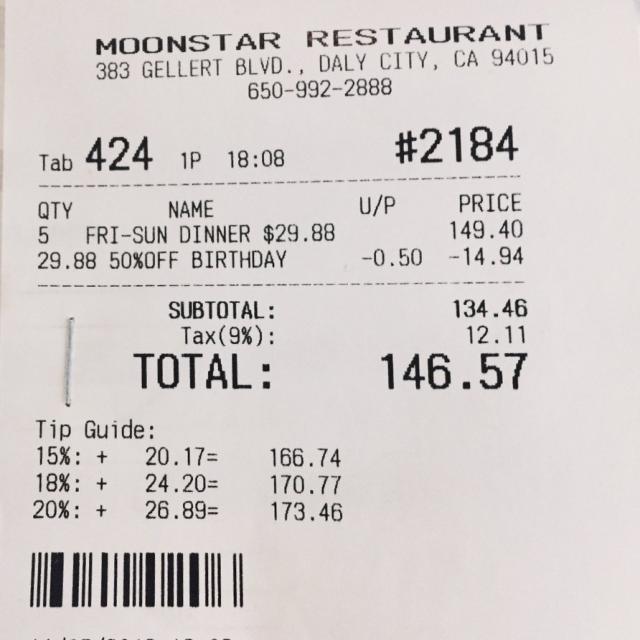 MOONSTAR RESTAURANT
383 GELLERT BLVD., DALY CITY, CA 94015
650-992-2888
Tab 424 1P 18:08 #2184
QTY NAME U/P PRICE
5 FRI-SUN DINNER $29.88 149.40
29.88 50%OFF BIRTHDAY -0.50 -14.94
SUBTOTAL: 134.46
Tax(9%): 12.11
TOTAL: 146.57
Tip Guide:
15%: + 20.17= 166.74
18%: + 24.20= 170.77
20%: + 26.89= 173.46